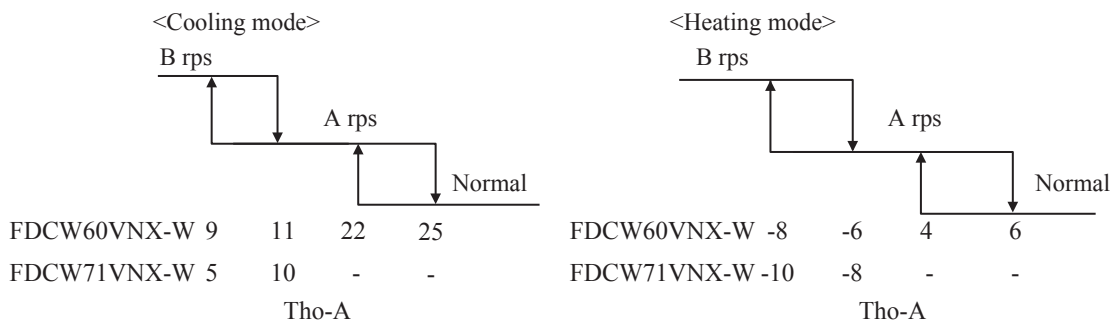 <Cooling mode>
B rps
A rps
Normal
FDCW60VNX-W 9 11 22 25
FDCW71VNX-W 5 10 - -
Tho-A
<Heating mode>
B rps
A rps
Normal
FDCW60VNX-W -8 -6 4 6
FDCW71VNX-W -10 -8 - -
Tho-A